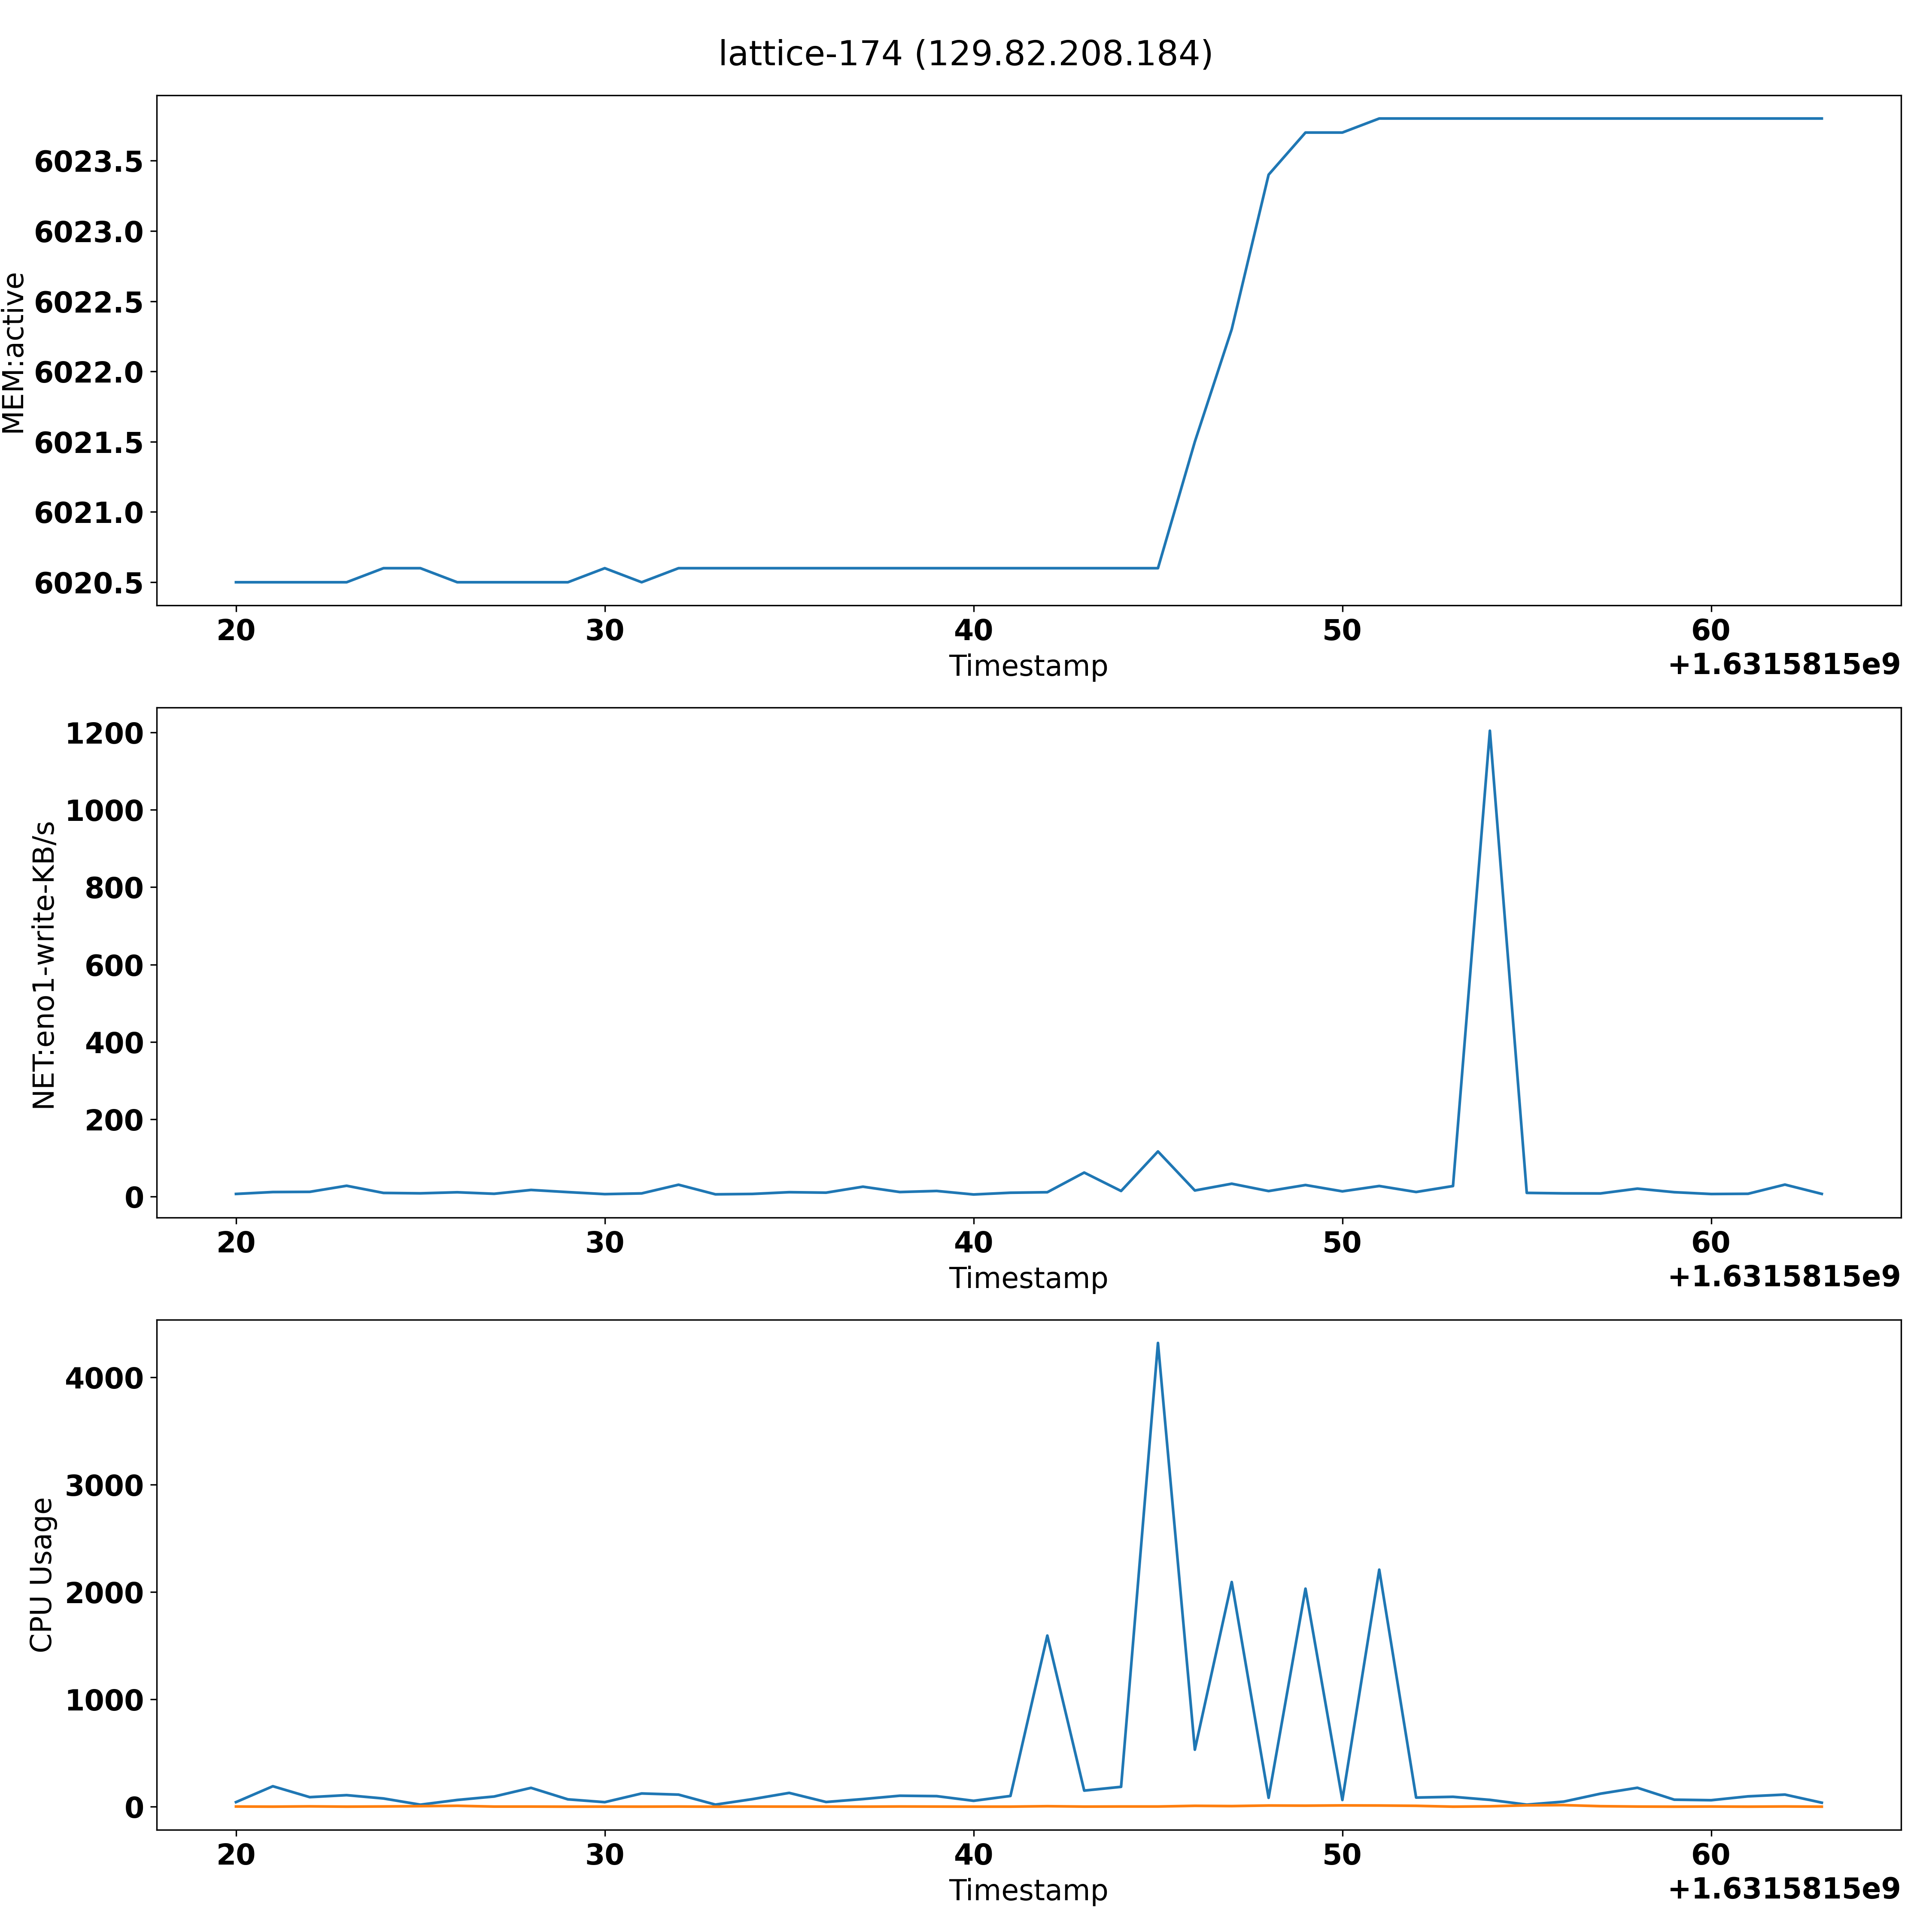 lattice-174 (129.82.208.184)
6023.5
6023.0
6022.5
6022.0
6021.5
6021.0
6020.5
MEM:active
20 30 40 50 60
Timestamp
+1.6315815e9
1200
1000
800
600
400
200
0
NET:eno1-write-KB/s
20 30 40 50 60
Timestamp
+1.6315815e9
4000
3000
2000
1000
0
CPU Usage
20 30 40 50 60
Timestamp
+1.6315815e9